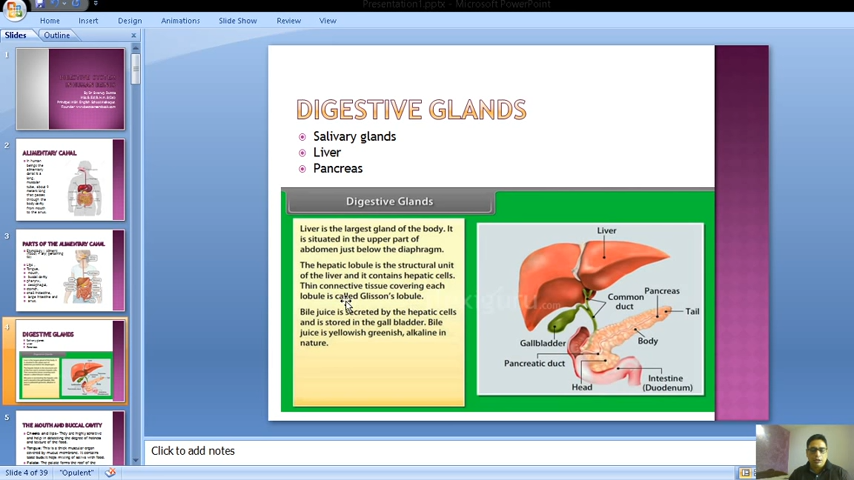 Presentation1.pptx - Microsoft PowerPoint
Home Insert Design Animations Slide Show Review View
Slides Outline
1
2
ALIMENTARY CANAL
3
PARTS OF THE ALIMENTARY CANAL
4
DIGESTIVE GLANDS
5
THE MOUTH AND BUCCAL CAVITY
DIGESTIVE GLANDS
Salivary glands
Liver
Pancreas
Digestive Glands
Liver is the largest gland of the body. It
is situated in the upper part of
abdomen just below the diaphragm.
The hepatic lobule is the structural unit
of the liver and it contains hepatic cells.
Thin connective tissue covering each
lobule is called Glisson's lobule.
Bile juice is secreted by the hepatic cells
and is stored in the gall bladder. Bile
juice is yellowish greenish, alkaline in
nature.
Liver
Pancreas
Common
duct
Tail
Gallbladder
Body
Pancreatic duct
Head
Intestine
(Duodenum)
Click to add notes
Slide 4 of 39 "Opulent"